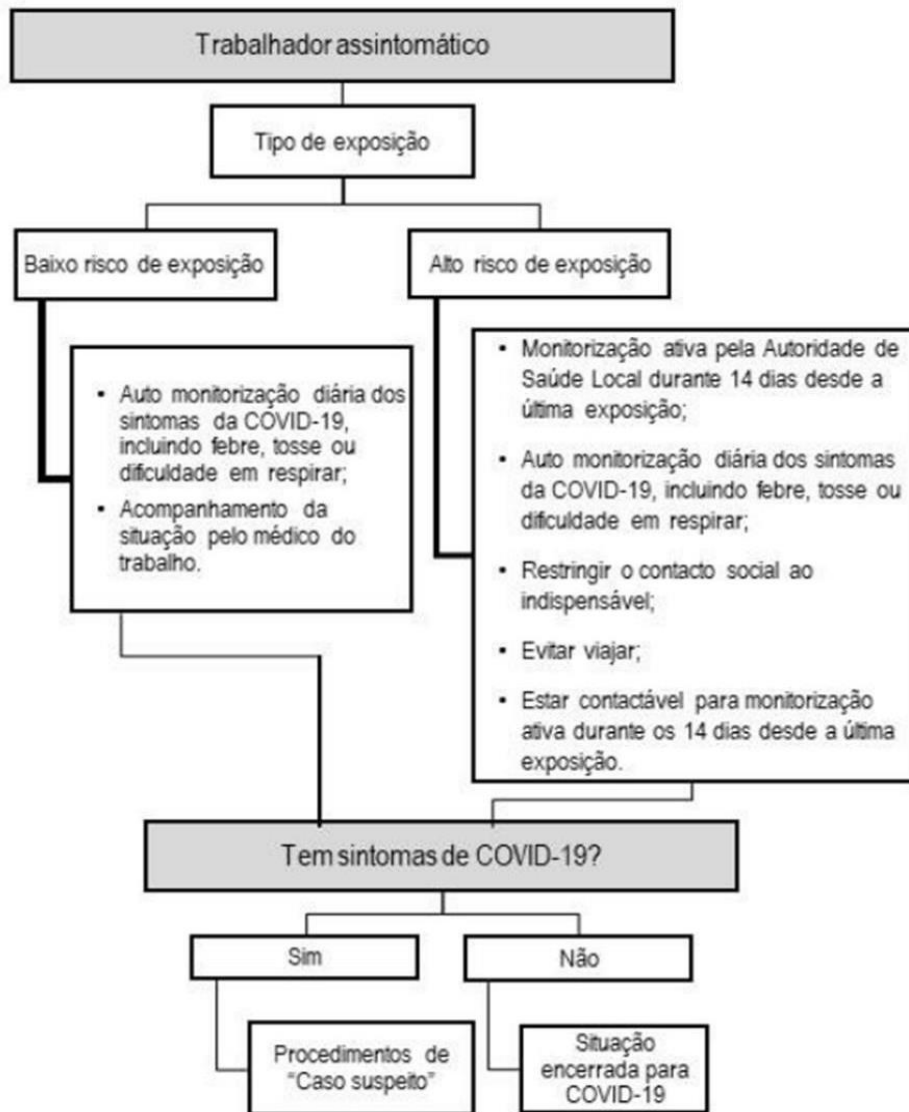 Trabalhador assintomático
Tipo de exposição
Baixo risco de exposição
Alto risco de exposição
• Auto monitorização diária dos
sintomas da COVID-19,
incluindo febre, tosse ou
dificuldade em respirar;
• Acompanhamento da
situação pelo médico do
trabalho.
• Monitorização ativa pela Autoridade de
Saúde Local durante 14 dias desde a
última exposição;
• Auto monitorização diária dos sintomas
da COVID-19, incluindo febre, tosse ou
dificuldade em respirar;
• Restringir o contacto social ao
indispensável;
• Evitar viajar;
• Estar contactável para monitorização
ativa durante os 14 dias desde a última
exposição.
Tem sintomas de COVID-19?
Sim
Não
Procedimentos de
"Caso suspeito"
Situação
encerrada para
COVID-19